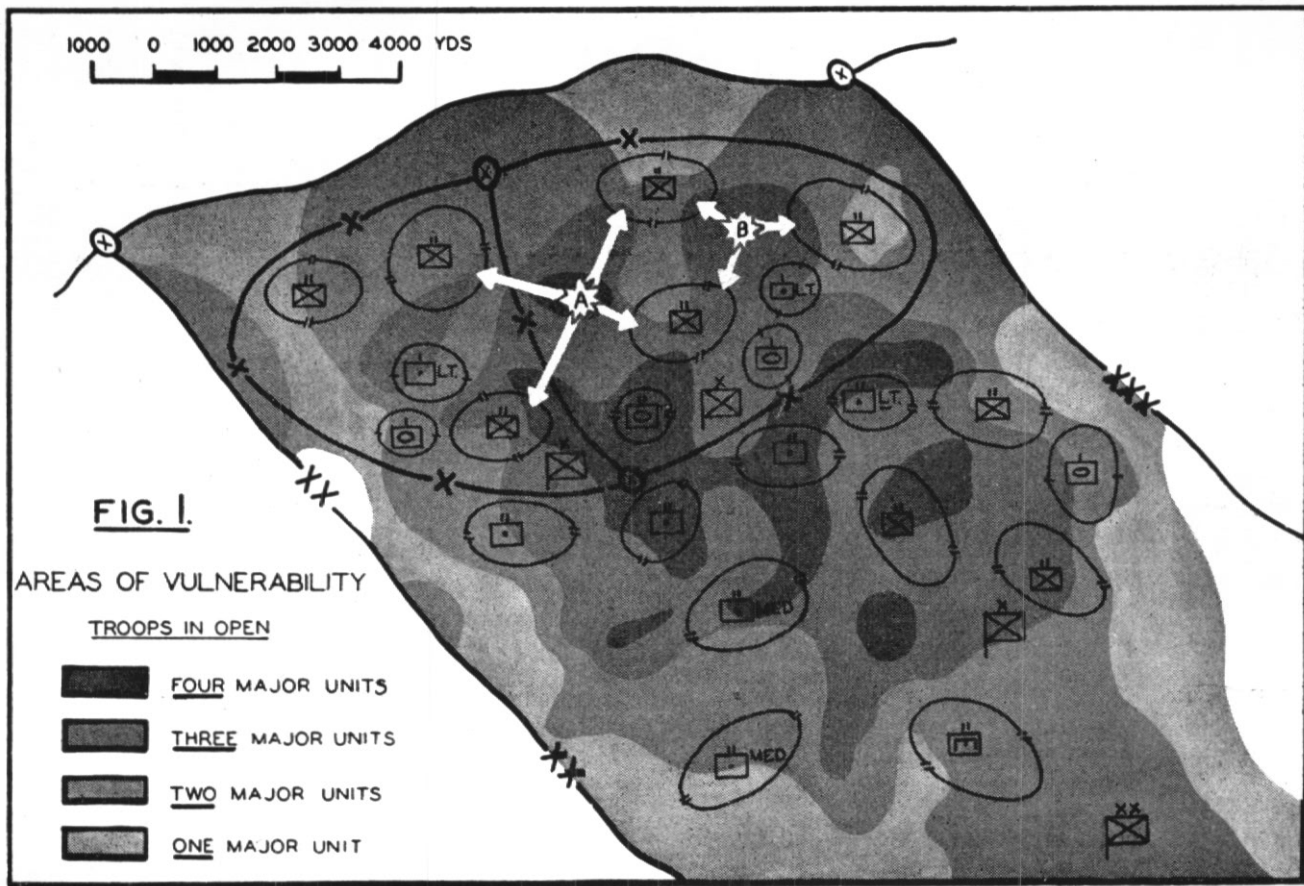 1000 0 1000 2000 3000 4000 YDS
B
LT.
A
LT.
LT.
FIG. 1.
AREAS OF VULNERABILITY
TROOPS IN OPEN
MED.
FOUR MAJOR UNITS
THREE MAJOR UNITS
MED.
TWO MAJOR UNITS
ONE MAJOR UNIT